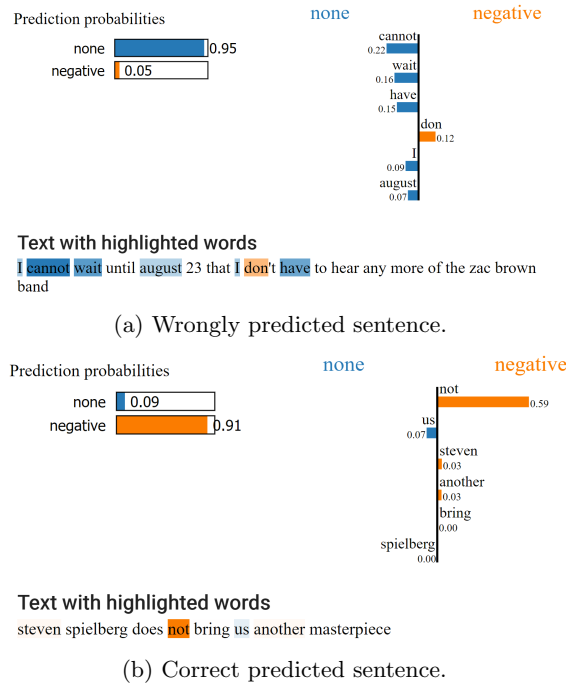 Prediction probabilities
none 0.95
negative 0.05
none negative
cannot
0.22
wait
0.16
have
0.15
don
0.12
I
0.09
august
0.07
Text with highlighted words
I cannot wait until august 23 that I don't have to hear any more of the zac brown
band
(a) Wrongly predicted sentence.
Prediction probabilities
none 0.09
negative 0.91
none negative
not
0.59
us
0.07
steven
0.03
another
0.03
bring
0.00
spielberg
0.00
Text with highlighted words
steven spielberg does not bring us another masterpiece
(b) Correct predicted sentence.